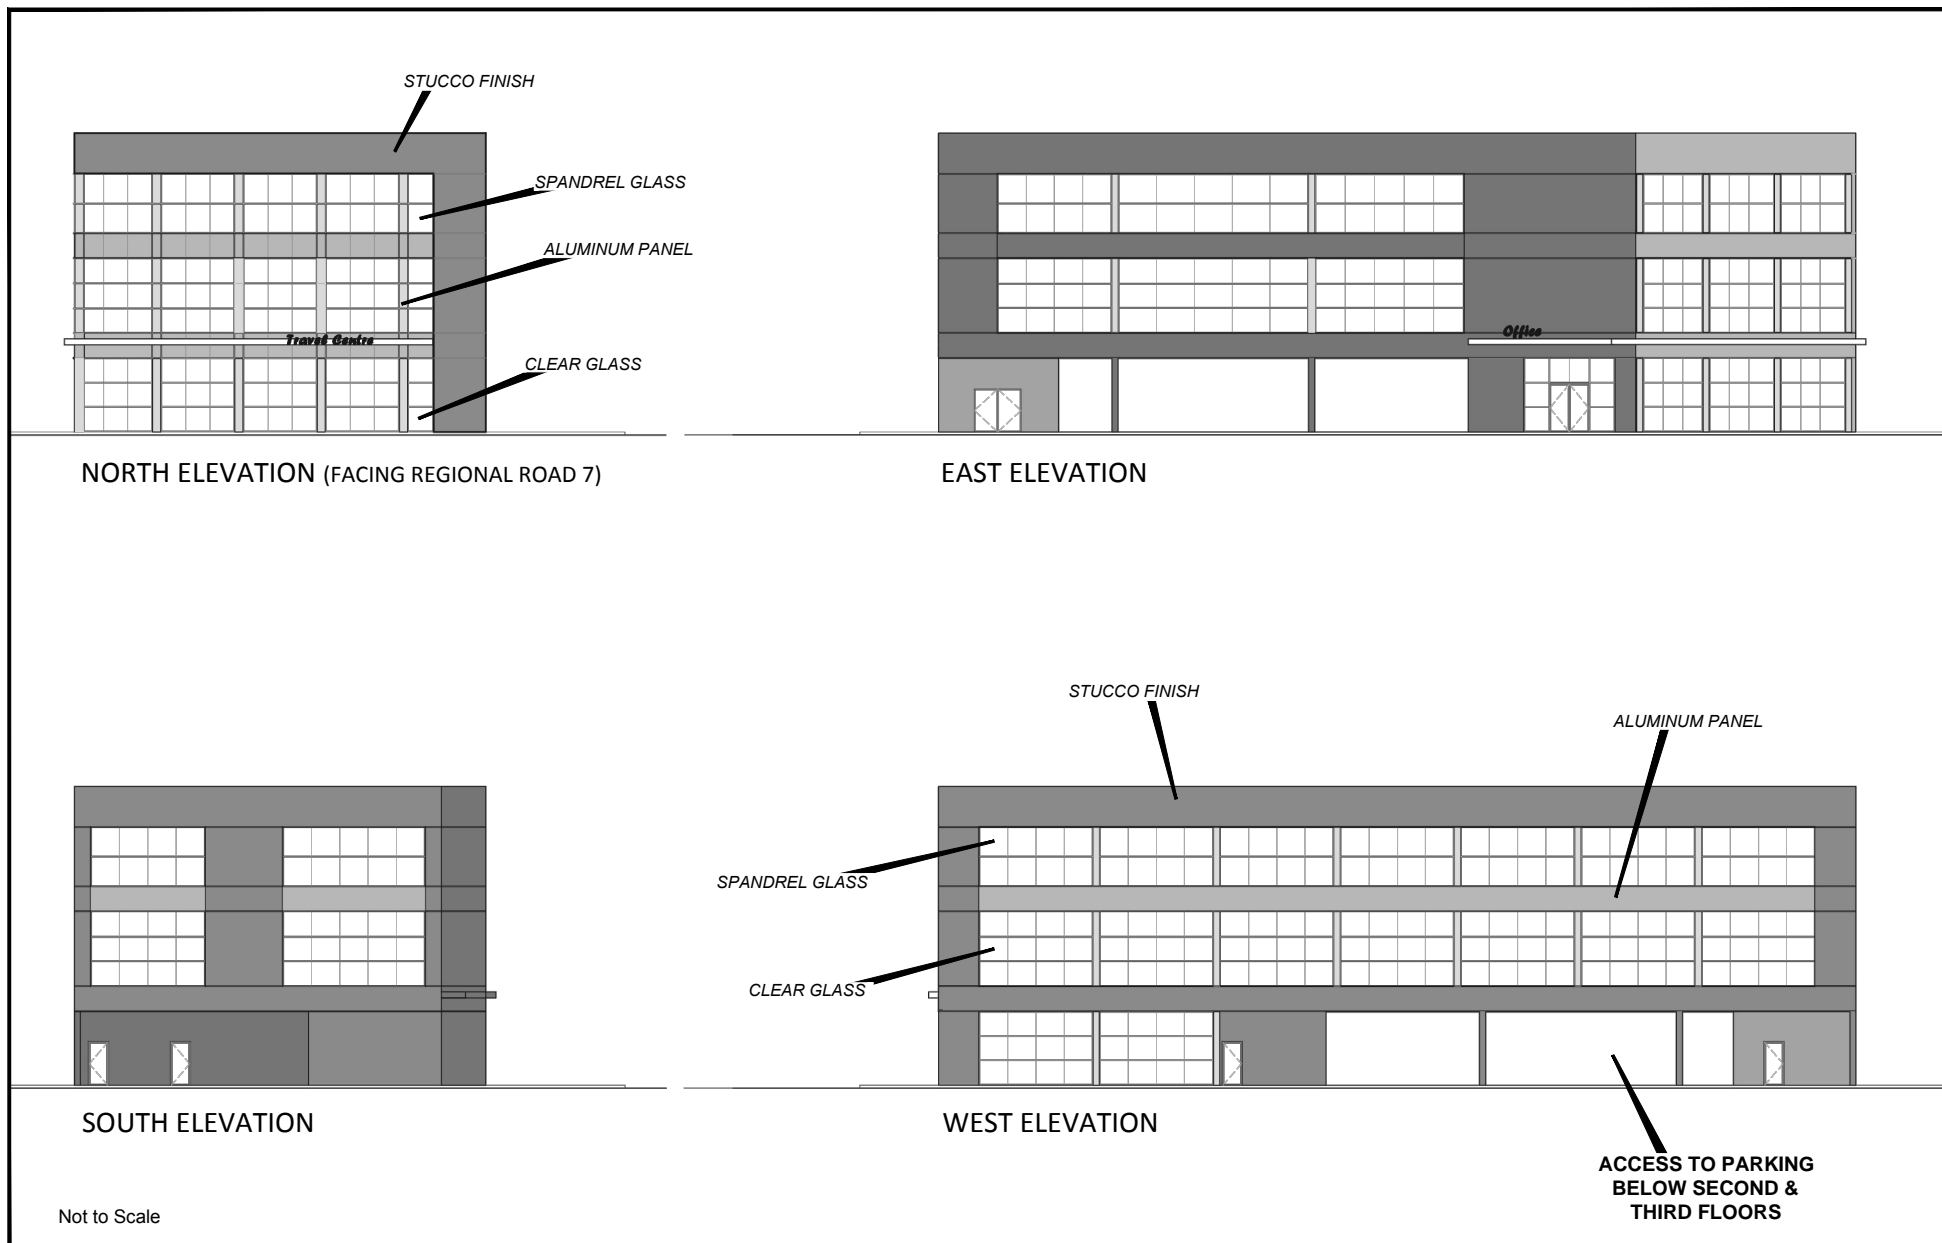 STUCCO FINISH
SPANDREL GLASS
ALUMINUM PANEL
Travel Centre
CLEAR GLASS
Office
NORTH ELEVATION (FACING REGIONAL ROAD 7)
EAST ELEVATION
STUCCO FINISH
ALUMINUM PANEL
SPANDREL GLASS
CLEAR GLASS
SOUTH ELEVATION
WEST ELEVATION
ACCESS TO PARKING
BELOW SECOND &
THIRD FLOORS
Not to Scale